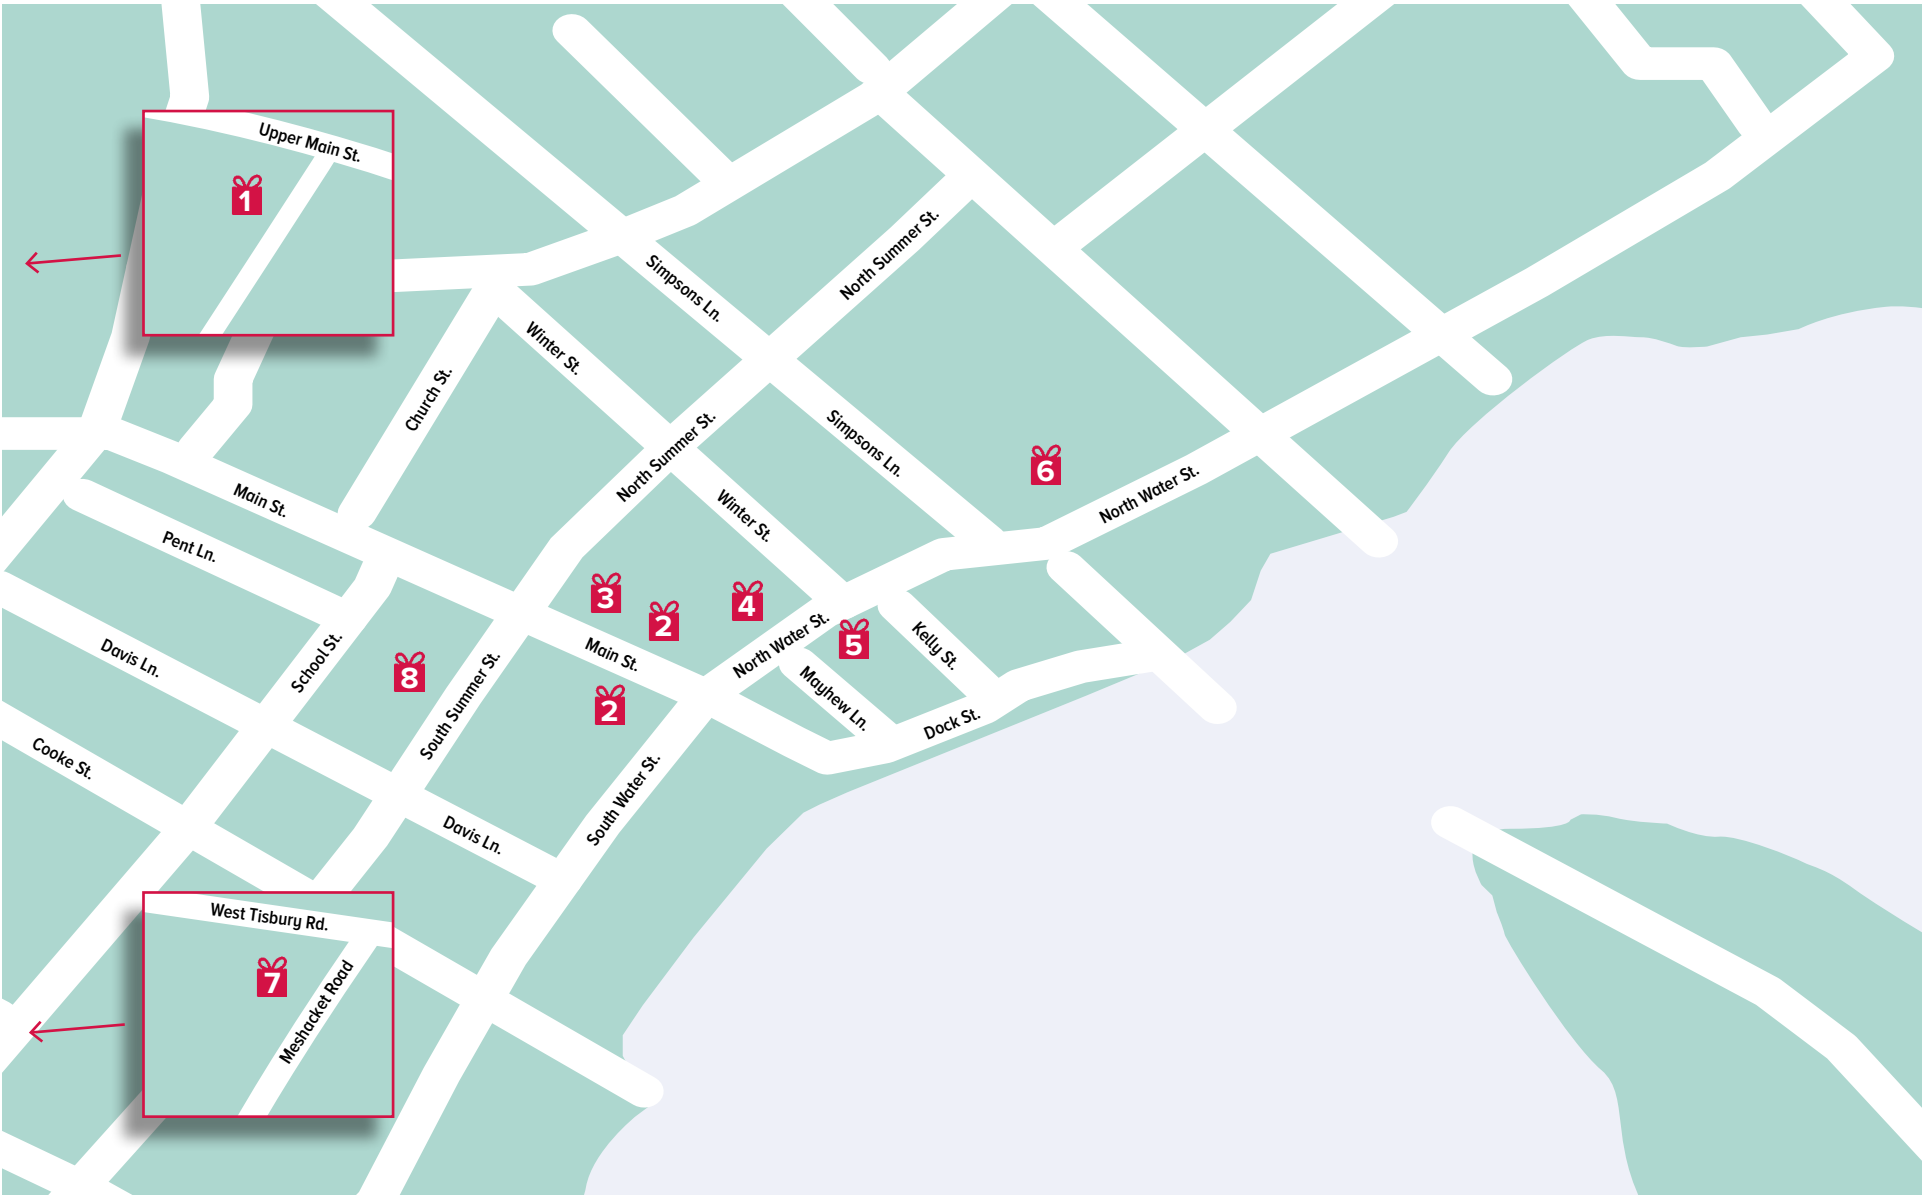 Upper Main St.
1
North Summer St.
Simpsons Ln.
Winter St.
Church St.
Simpsons Ln.
North Summer St.
6
North Water St.
Main St.
Winter St.
Pent Ln.
3
4
2
5
Kelly St.
North Water St.
Main St.
Davis Ln.
School St.
8
South Summer St.
2
Mayhew Ln.
Dock St.
Cooke St.
South Water St.
Davis Ln.
West Tisbury Rd.
7
Meshacket Road